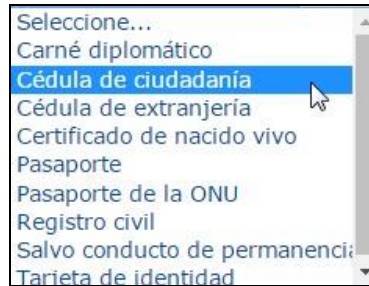 Seleccione...
Carné diplomático
Cédula de ciudadanía
Cédula de extranjería
Certificado de nacido vivo
Pasaporte
Pasaporte de la ONU
Registro civil
Salvo conducto de permanencia
Tarjeta de identidad